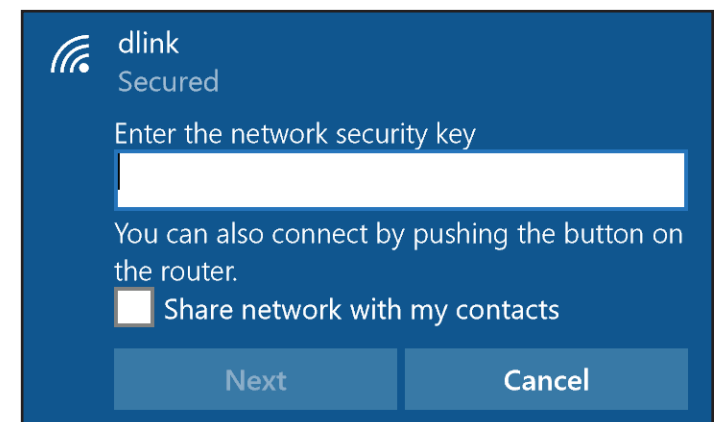 dlink
Secured
Enter the network security key
You can also connect by pushing the button on
the router.
Share network with my contacts
Next
Cancel